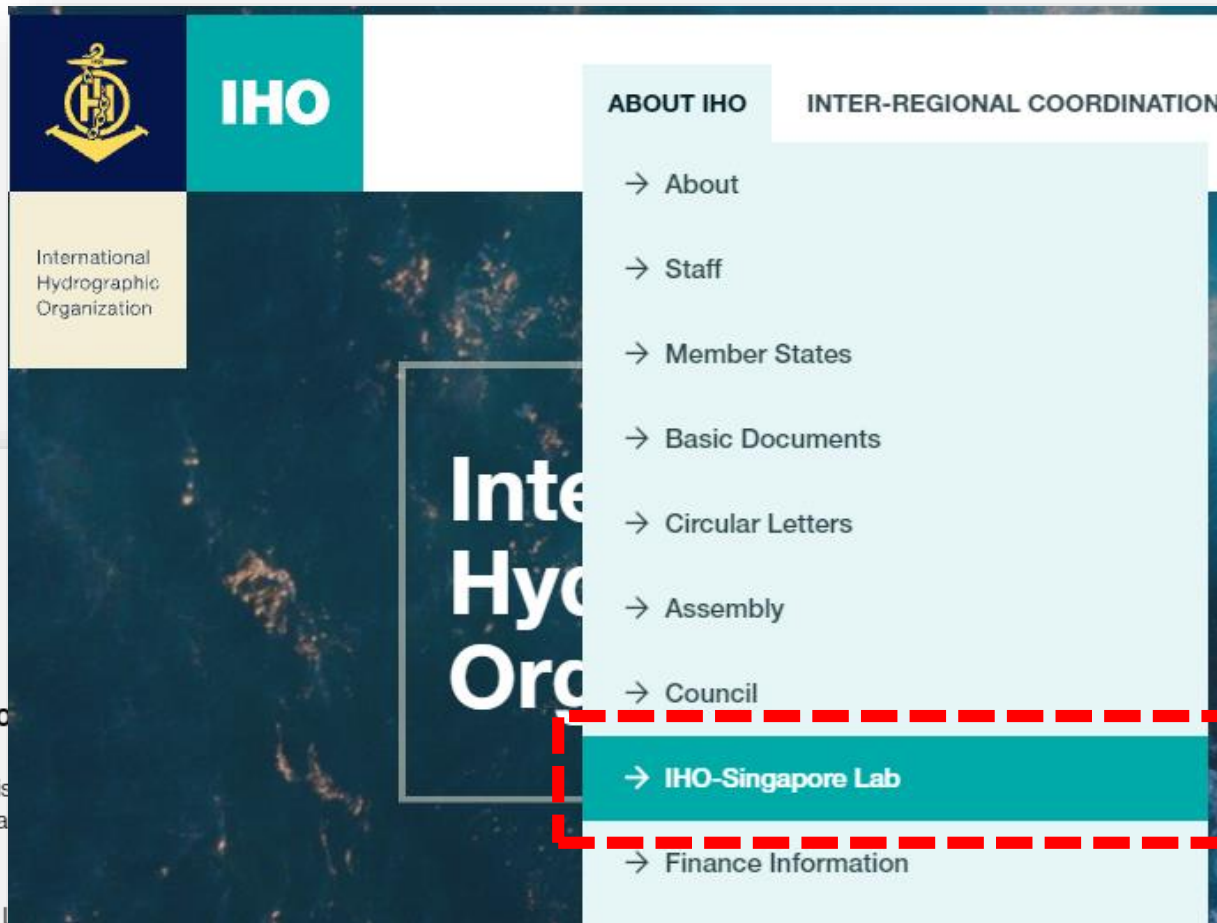 IHO
ABOUT IHO
INTER-REGIONAL COORDINATION
International
Hydrographic
Organization
→ About
→ Staff
→ Member States
→ Basic Documents
→ Circular Letters
→ Assembly
→ Council
→ IHO-Singapore Lab
→ Finance Information
Inte
Hyd
Org